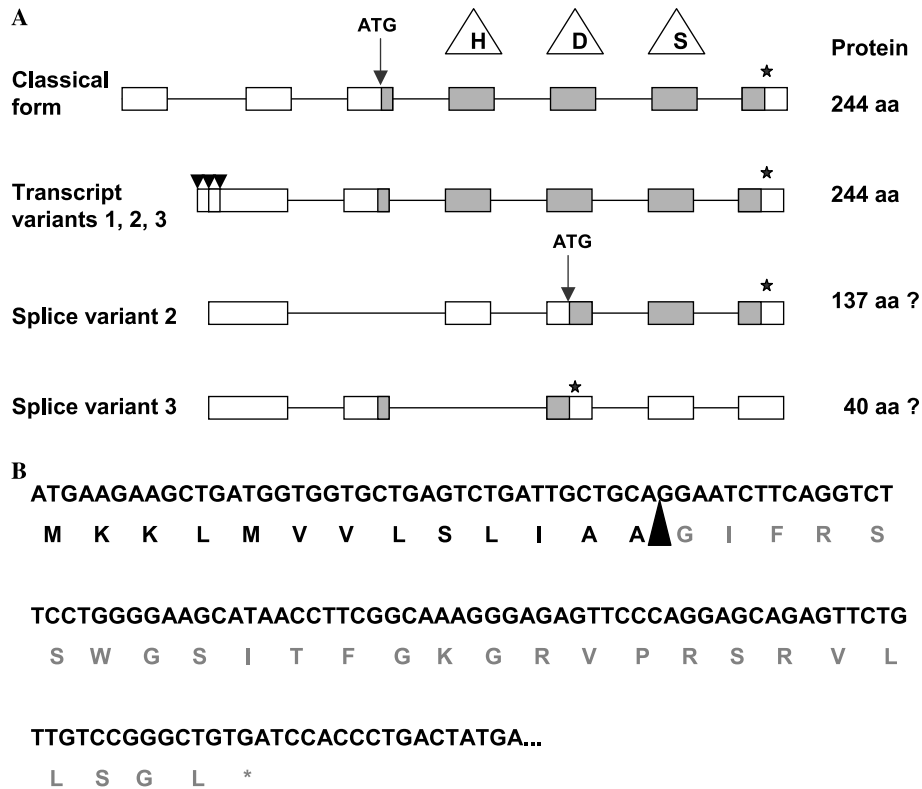 A
ATG
H D S
Protein
Classical
form
244 aa
Transcript
variants 1, 2, 3
244 aa
ATG
Splice variant 2
137 aa ?
Splice variant 3
40 aa ?
B
ATGAAGAAGCTGATGGTGGTGCTGAGTCTGATTGCTGCAGGAATCTTCAGGTCT
M K K L M V V L S L I A A G I F R S
TCCTGGGGAAGCATAACCTTCGGCAAAGGGAGAGTTCCCAGGAGCAGAGTTCTG
S W G S I T F G K G R V P R S R V L
TTGTCCGGGCTGTGATCCACCCTGACTATGA...
L S G L *